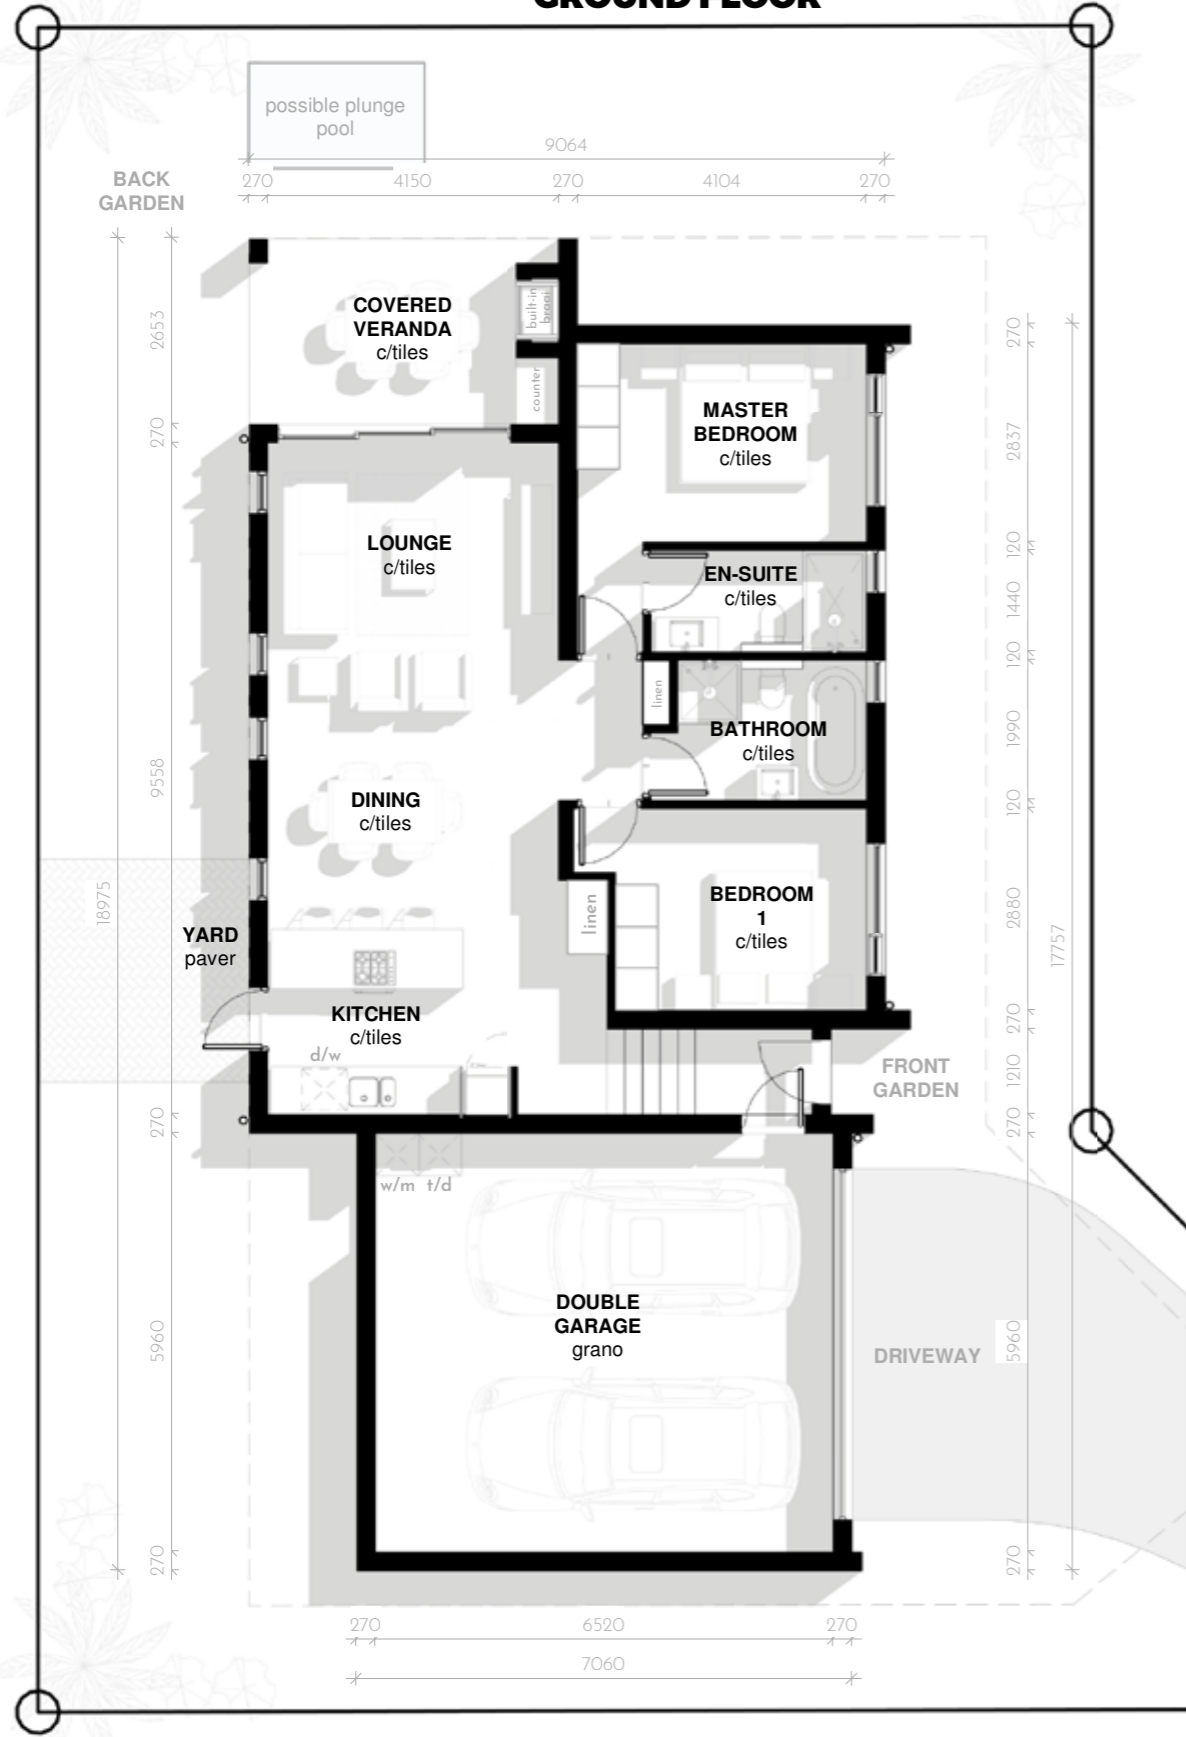 GROUND FLOOR
possible plunge
pool
9064
BACK
GARDEN
270
4150
270
4104
270
COVERED
VERANDA
c/tiles
built-in
braai
counter
2653
270
270
MASTER
BEDROOM
c/tiles
2837
LOUNGE
c/tiles
120
EN-SUITE
c/tiles
1440
120
linen
BATHROOM
c/tiles
1990
9558
DINING
c/tiles
120
18975
linen
BEDROOM
1
c/tiles
2880
17757
YARD
paver
KITCHEN
c/tiles
d/w
270
FRONT
GARDEN
1210
270
270
w/m t/d
DOUBLE
GARAGE
grano
5960
DRIVEWAY
5960
270
270
270
6520
270
7060